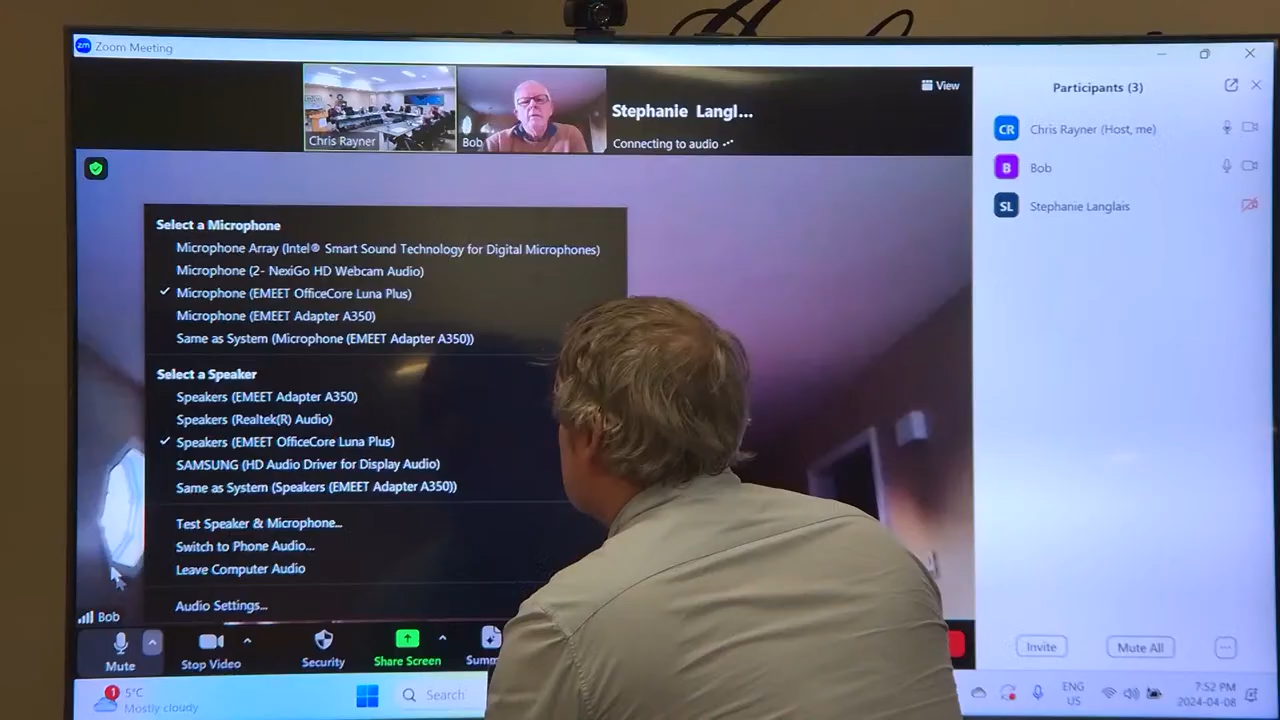 zm Zoom Meeting
View
Chris Rayner
Bob
Stephanie Langl...
Connecting to audio
Participants (3)
CR Chris Rayner (Host, me)
B Bob
SL Stephanie Langlais
Select a Microphone
Microphone Array (Intel® Smart Sound Technology for Digital Microphones)
Microphone (2- NexiGo HD Webcam Audio)
Microphone (EMEET OfficeCore Luna Plus)
Microphone (EMEET Adapter A350)
Same as System (Microphone (EMEET Adapter A350))
Select a Speaker
Speakers (EMEET Adapter A350)
Speakers (Realtek(R) Audio)
Speakers (EMEET OfficeCore Luna Plus)
SAMSUNG (HD Audio Driver for Display Audio)
Same as System (Speakers (EMEET Adapter A350))
Test Speaker & Microphone...
Switch to Phone Audio...
Leave Computer Audio
Audio Settings...
Bob
Mute
Stop Video
Security
Share Screen
Summ
Invite
Mute All
1
5°C
Mostly cloudy
Search
ENG
US
7:52 PM
2024-04-08